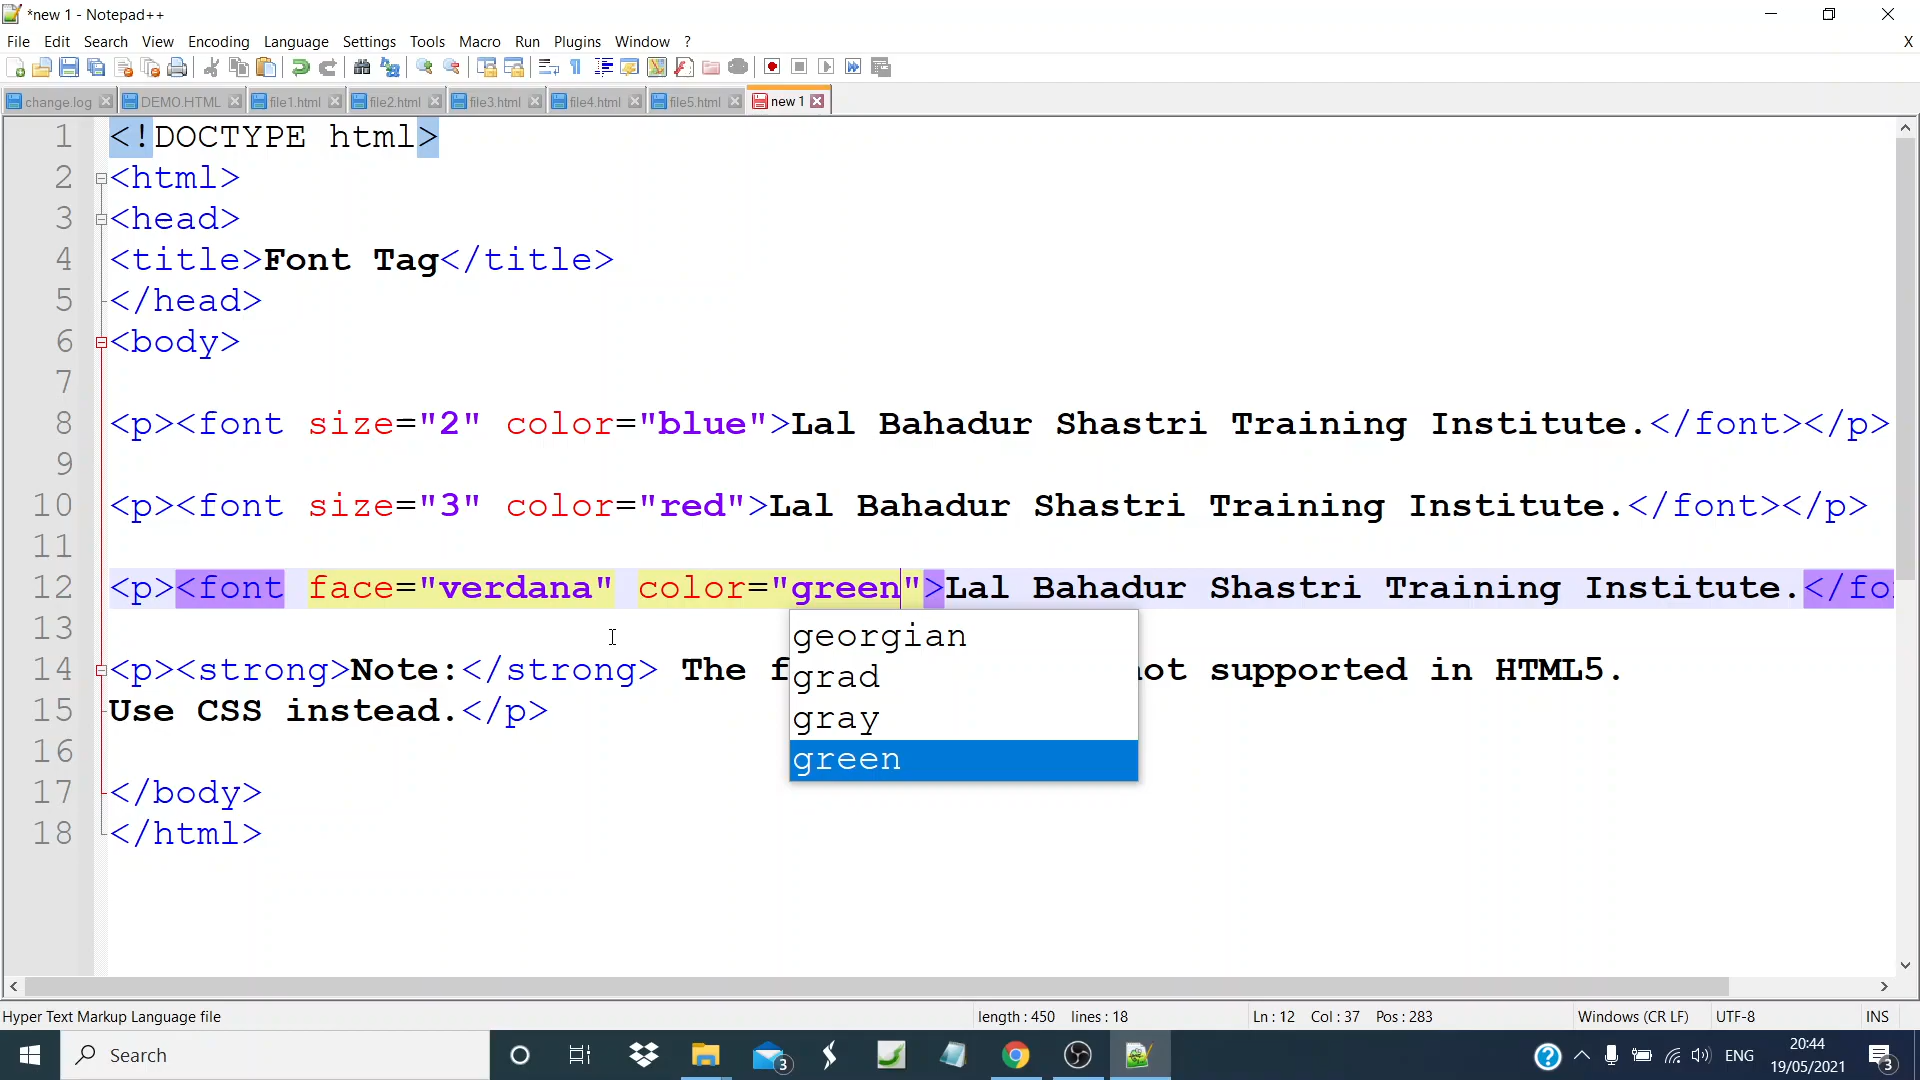 *new 1 - Notepad++
File Edit Search View Encoding Language Settings Tools Macro Run Plugins Window ? X
change.log DEMO.HTML file1.html file2.html file3.html file4.html file5.html new 1
1 <!DOCTYPE html>
2 <html>
3 <head>
4 <title>Font Tag</title>
5 </head>
6 <body>
7
8 <p><font size="2" color="blue">Lal Bahadur Shastri Training Institute.</font></p>
9
10 <p><font size="3" color="red">Lal Bahadur Shastri Training Institute.</font></p>
11
12 <p><font face="verdana" color="green">Lal Bahadur Shastri Training Institute.</fo
13
georgian
14 <p><strong>Note:</strong> The f ot supported in HTML5.
grad
15 Use CSS instead.</p>
gray
16
green
17 </body>
18 </html>
Hyper Text Markup Language file length : 450 lines : 18 Ln : 12 Col : 37 Pos : 283 Windows (CR LF) UTF-8 INS
Search 3 ENG 20:44 3
19/05/2021